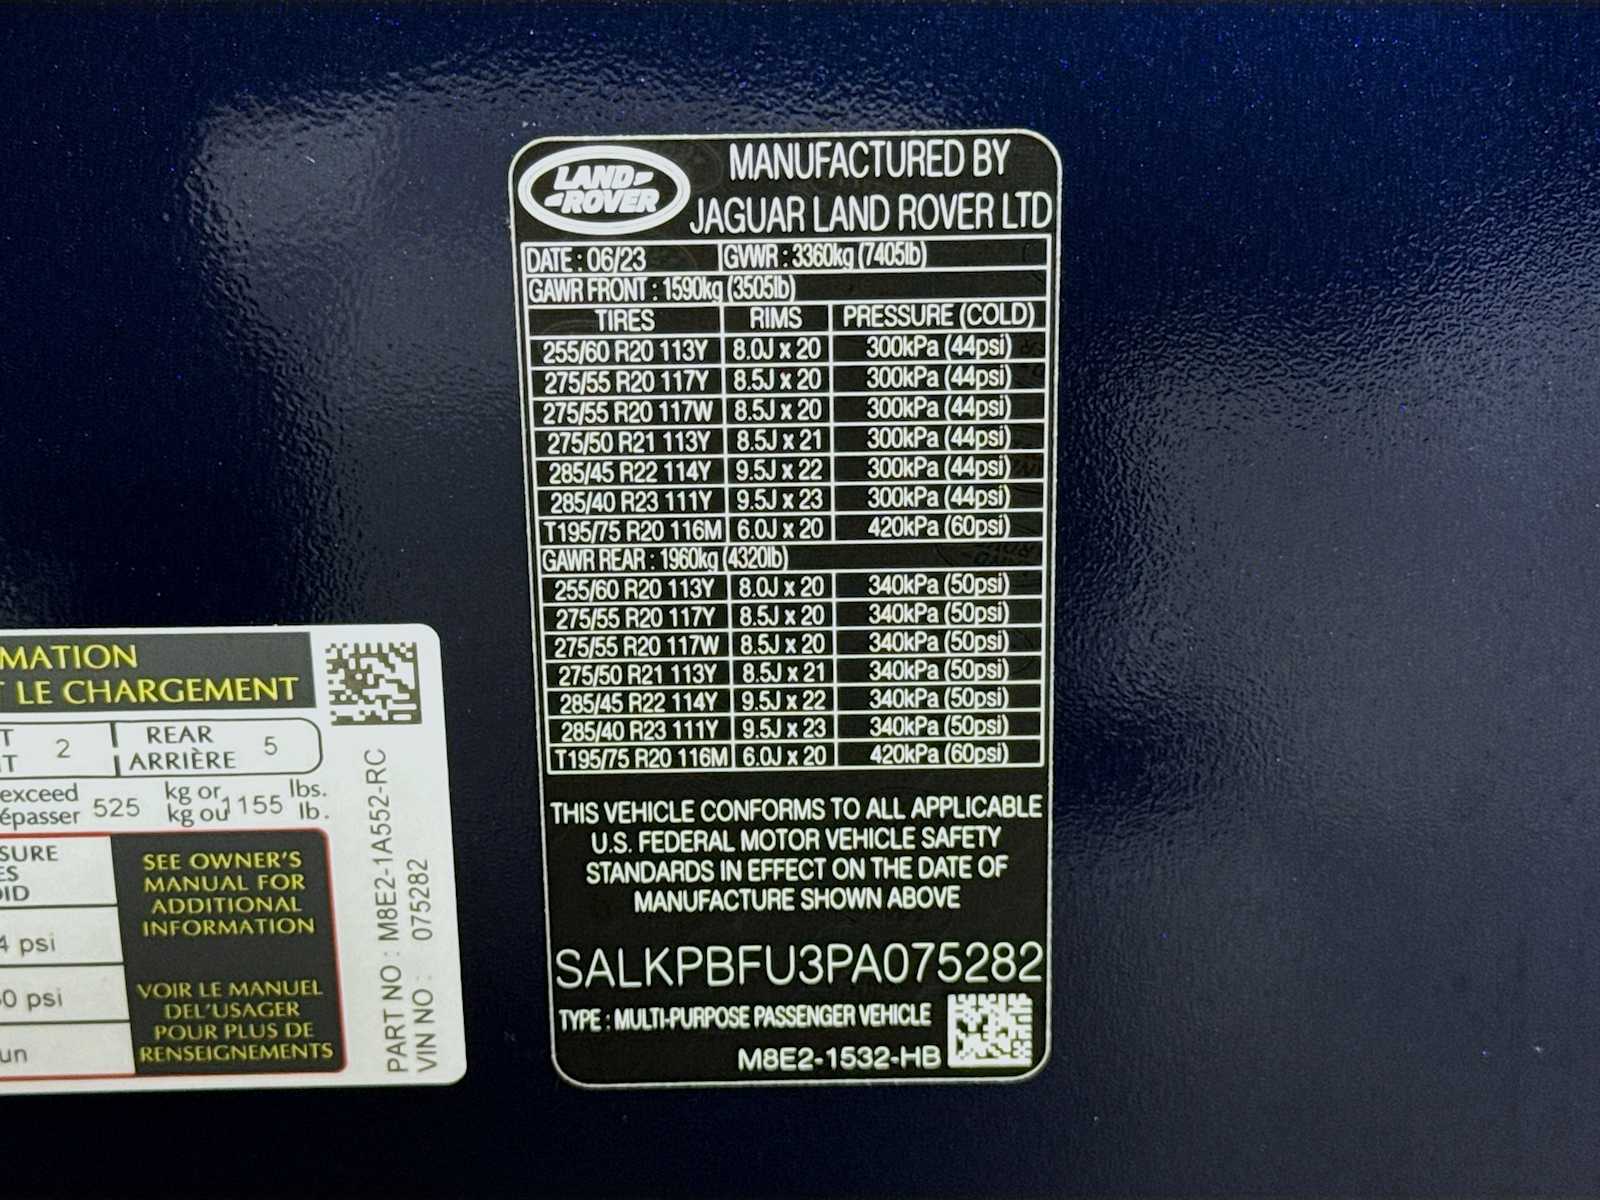 LAND-
-ROVER
MANUFACTURED BY
JAGUAR LAND ROVER LTD
DATE : 06/23 GVWR : 3360kg (7405lb)
GAWR FRONT : 1590kg (3505lb)
TIRES RIMS PRESSURE (COLD)
255/60 R20 113Y 8.0J x 20 300kPa (44psi)
275/55 R20 117Y 8.5J x 20 300kPa (44psi)
275/55 R20 117W 8.5J x 20 300kPa (44psi)
275/50 R21 113Y 8.5J x 21 300kPa (44psi)
285/45 R22 114Y 9.5J x 22 300kPa (44psi)
285/40 R23 111Y 9.5J x 23 300kPa (44psi)
T195/75 R20 116M 6.0J x 20 420kPa (60psi)
GAWR REAR : 1960kg (4320lb)
255/60 R20 113Y 8.0J x 20 340kPa (50psi)
275/55 R20 117Y 8.5J x 20 340kPa (50psi)
275/55 R20 117W 8.5J x 20 340kPa (50psi)
275/50 R21 113Y 8.5J x 21 340kPa (50psi)
285/45 R22 114Y 9.5J x 22 340kPa (50psi)
285/40 R23 111Y 9.5J x 23 340kPa (50psi)
T195/75 R20 116M 6.0J x 20 420kPa (60psi)
THIS VEHICLE CONFORMS TO ALL APPLICABLE
U.S. FEDERAL MOTOR VEHICLE SAFETY
STANDARDS IN EFFECT ON THE DATE OF
MANUFACTURE SHOWN ABOVE
SALKPBFU3PA075282
TYPE : MULTI-PURPOSE PASSENGER VEHICLE
M8E2-1532-HB
MATION
T LE CHARGEMENT
T 2 REAR 5
IT ARRIÈRE
exceed 525 kg or 1155 lbs.
épasser kg ou lb.
SURE
ES
OID
4 psi
0 psi
un
SEE OWNER'S
MANUAL FOR
ADDITIONAL
INFORMATION
VOIR LE MANUEL
DEL'USAGER
POUR PLUS DE
RENSEIGNEMENTS
PART NO : M8E2-1A552-RC
VIN NO : 075282